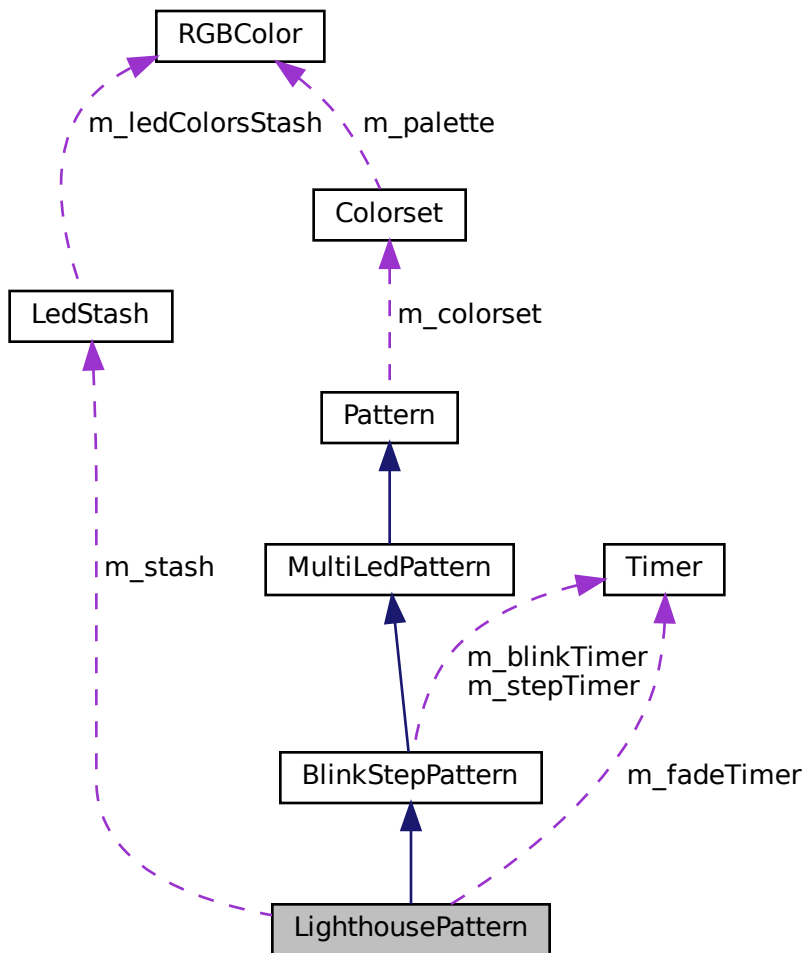 RGBColor
m_ledColorsStash
m_palette
Colorset
LedStash
m_colorset
Pattern
m_stash
MultiLedPattern
Timer
m_blinkTimer
m_stepTimer
BlinkStepPattern
m_fadeTimer
LighthousePattern